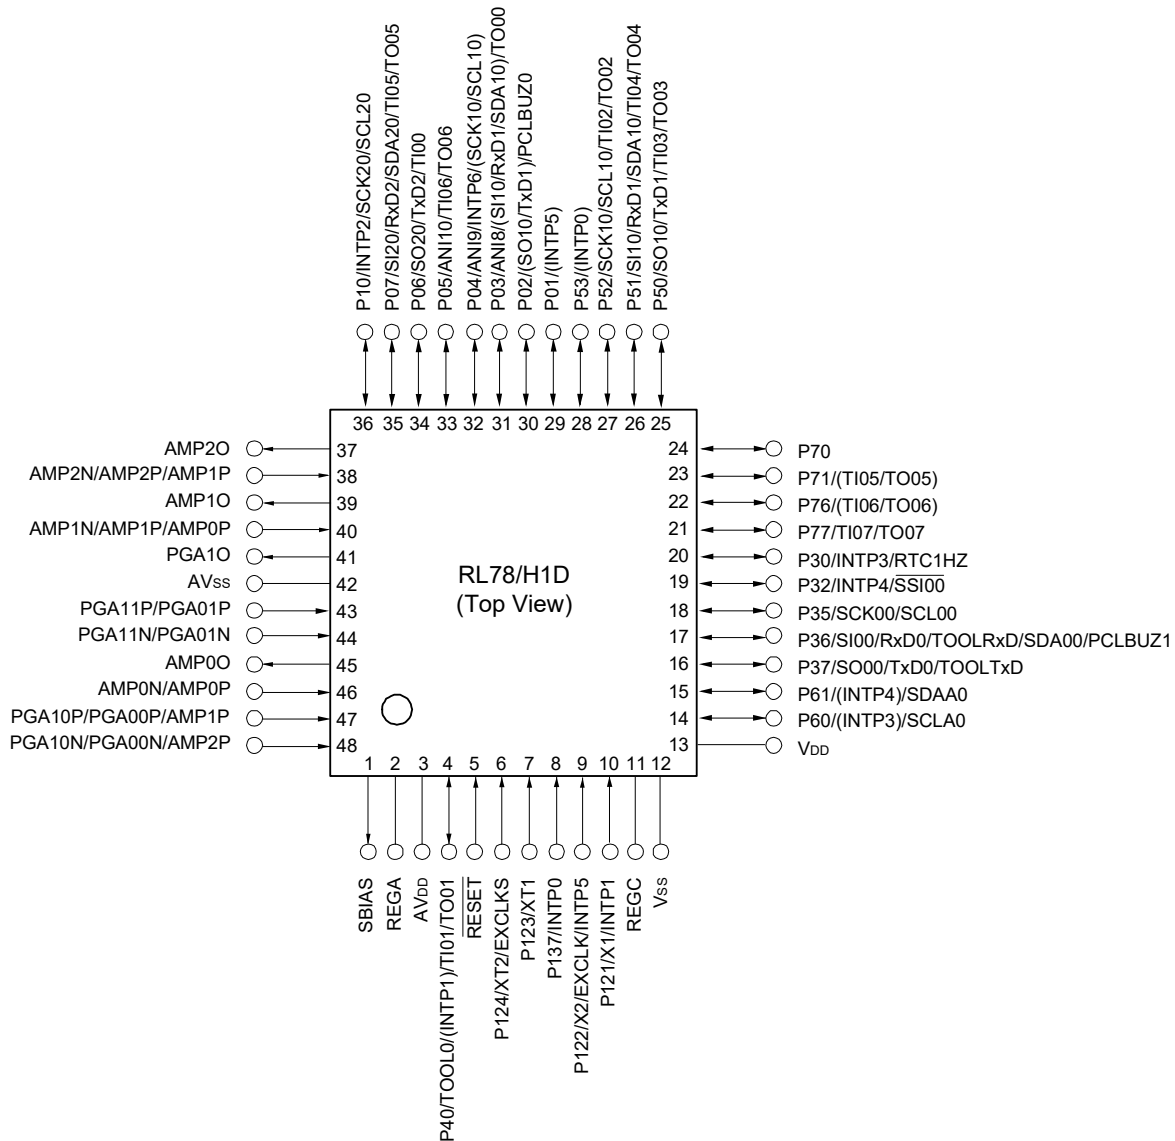 P10/INTP2/SCK20/SCL20
P07/SI20/RxD2/SDA20/TI05/TO05
P06/SO20/TxD2/TI00
P05/ANI10/TI06/TO06
P04/ANI9/INTP6/(SCK10/SCL10)
P03/ANI8/(SI10/RxD1/SDA10)/TO00
P02/(SO10/TxD1)/PCLBUZ0
P01/(INTP5)
P53/(INTP0)
P52/SCK10/SCL10/TI02/TO02
P51/SI10/RxD1/SDA10/TI04/TO04
P50/SO10/TxD1/TI03/TO03
36 35 34 33 32 31 30 29 28 27 26 25
AMP2O 37
AMP2N/AMP2P/AMP1P 38
AMP1O 39
AMP1N/AMP1P/AMP0P 40
PGA1O 41
AVSS 42
PGA11P/PGA01P 43
PGA11N/PGA01N 44
AMP0O 45
AMP0N/AMP0P 46
PGA10P/PGA00P/AMP1P 47
PGA10N/PGA00N/AMP2P 48
RL78/H1D
(Top View)
24 P70
23 P71/(TI05/TO05)
22 P76/(TI06/TO06)
21 P77/TI07/TO07
20 P30/INTP3/RTC1HZ
19 P32/INTP4/SSI00
18 P35/SCK00/SCL00
17 P36/SI00/RxD0/TOOLRxD/SDA00/PCLBUZ1
16 P37/SO00/TxD0/TOOLTxD
15 P61/(INTP4)/SDAA0
14 P60/(INTP3)/SCLA0
13 VDD
1 2 3 4 5 6 7 8 9 10 11 12
SBIAS
REGA
AVDD
P40/TOOL0/(INTP1)/TI01/TO01
RESET
P124/XT2/EXCLKS
P123/XT1
P137/INTP0
P122/X2/EXCLK/INTP5
P121/X1/INTP1
REGC
VSS